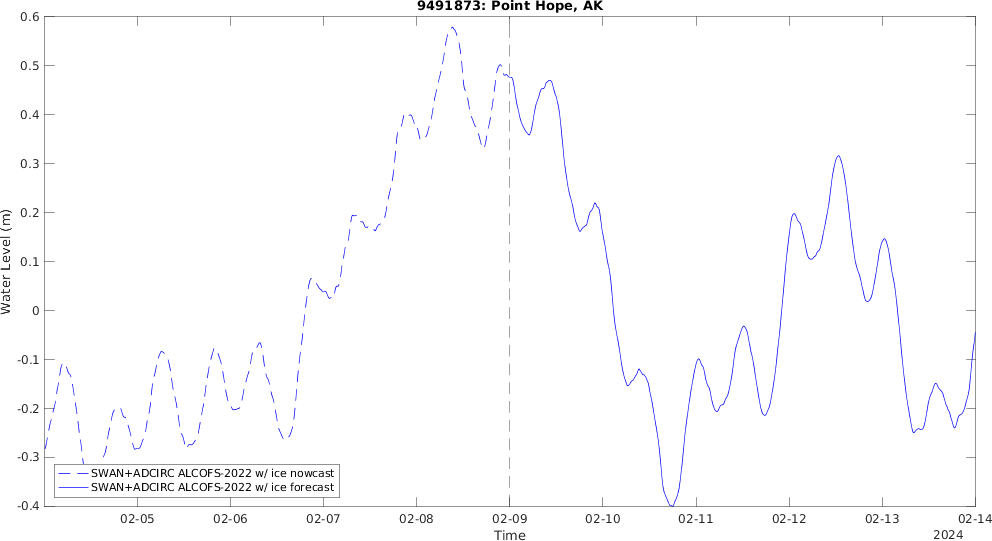 9491873: Point Hope, AK
0.6
0.5
0.4
0.3
0.2
0.1
0
-0.1
-0.2
-0.3
-0.4
Water Level (m)
SWAN+ADCIRC ALCOFS-2022 w/ ice nowcast
SWAN+ADCIRC ALCOFS-2022 w/ ice forecast
02-05 02-06 02-07 02-08 02-09 02-10 02-11 02-12 02-13 02-14
Time
2024